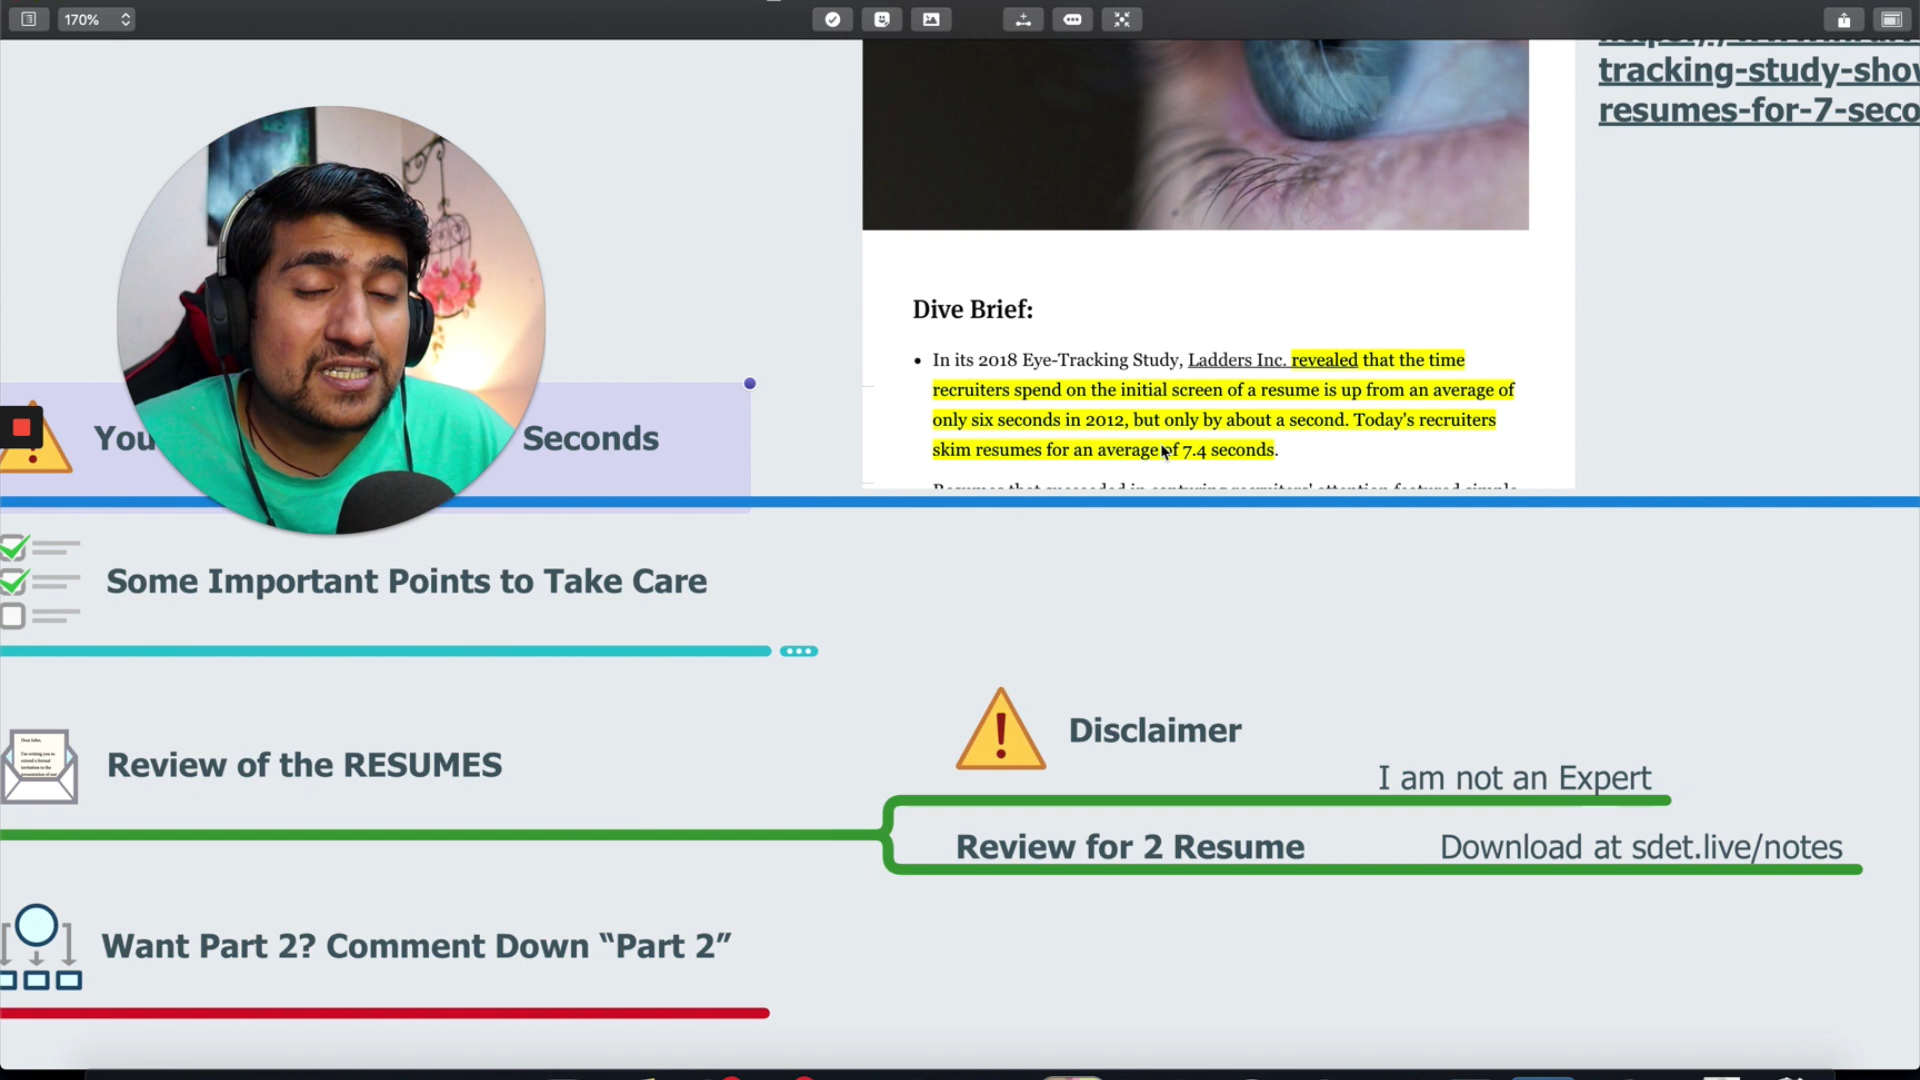 170%
tracking-study-sho
resumes-for-7-seco
Dive Brief:
In its 2018 Eye-Tracking Study, Ladders Inc. revealed that the time
recruiters spend on the initial screen of a resume is up from an average of
only six seconds in 2012, but only by about a second. Today's recruiters
skim resumes for an average of 7.4 seconds.
You Seconds
Some Important Points to Take Care
Disclaimer
I am not an Expert
Review of the RESUMES
Review for 2 Resume Download at sdet.live/notes
Want Part 2? Comment Down “Part 2”